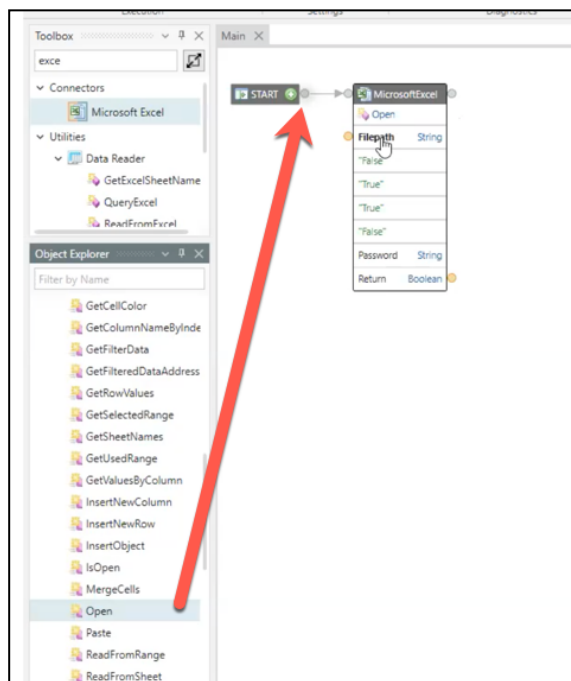 Execution
Settings
Diagnostics
Toolbox
Main
exce
Connectors
Microsoft Excel
Utilities
Data Reader
GetExcelSheetName
QueryExcel
ReadFromExcel
START
MicrosoftExcel
Open
Filepath String
"False"
"True"
"True"
"False"
Password String
Return Boolean
Object Explorer
Filter by Name
GetCellColor
GetColumnNameByInde
GetFilterData
GetFilteredDataAddress
GetRowValues
GetSelectedRange
GetSheetNames
GetUsedRange
GetValuesByColumn
InsertNewColumn
InsertNewRow
InsertObject
IsOpen
MergeCells
Open
Paste
ReadFromRange
ReadFromSheet